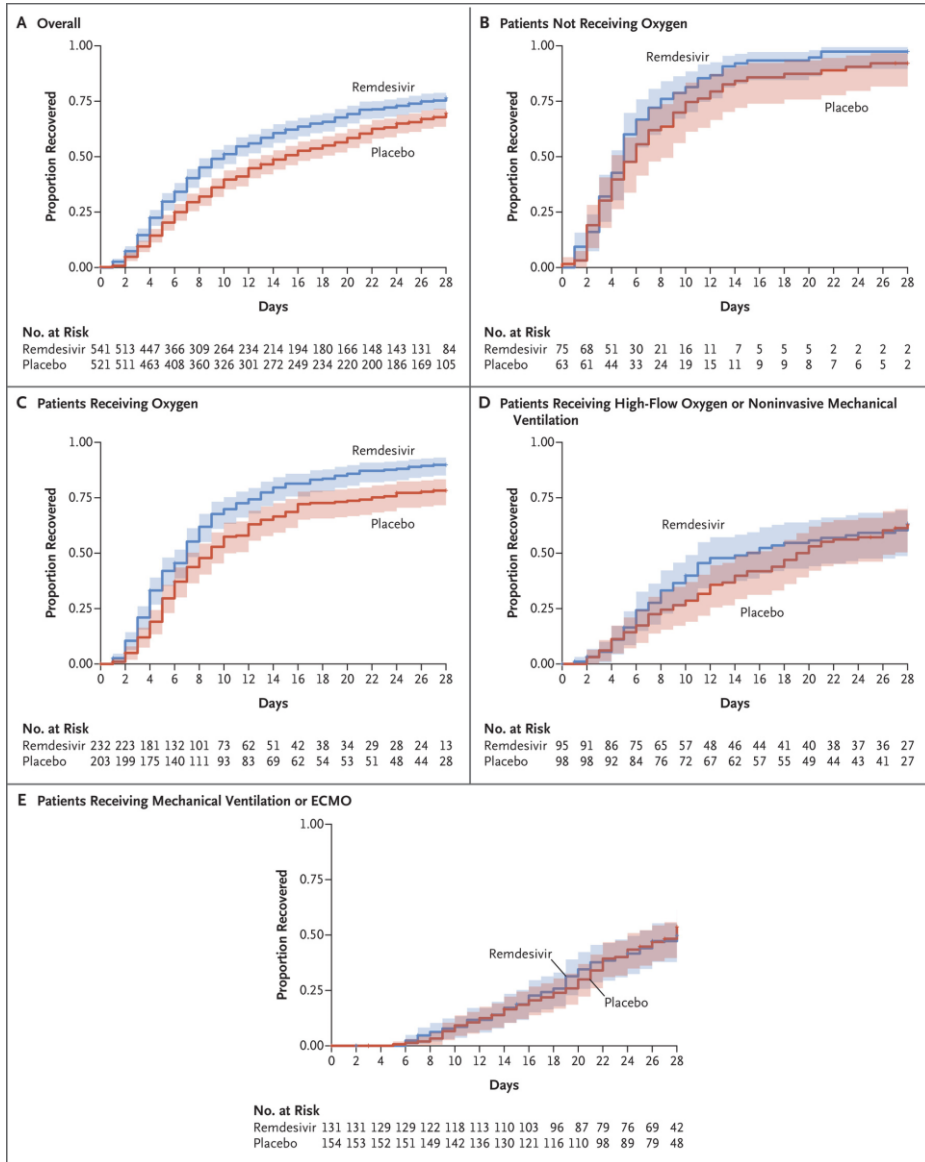 A Overall
1.00
0.75
0.50
0.25
0.00
Proportion Recovered
Remdesivir
Placebo
0 2 4 6 8 10 12 14 16 18 20 22 24 26 28
Days
No. at Risk
Remdesivir 541 513 447 366 309 264 234 214 194 180 166 148 143 131 84
Placebo 521 511 463 408 360 326 301 272 249 234 220 200 186 169 105
B Patients Not Receiving Oxygen
1.00
0.75
0.50
0.25
0.00
Proportion Recovered
Remdesivir
Placebo
0 2 4 6 8 10 12 14 16 18 20 22 24 26 28
Days
No. at Risk
Remdesivir 75 68 51 30 21 16 11 7 5 5 5 2 2 2 2
Placebo 63 61 44 33 24 19 15 11 9 9 8 7 6 5 2
C Patients Receiving Oxygen
1.00
0.75
0.50
0.25
0.00
Proportion Recovered
Remdesivir
Placebo
0 2 4 6 8 10 12 14 16 18 20 22 24 26 28
Days
No. at Risk
Remdesivir 232 223 181 132 101 73 62 51 42 38 34 29 28 24 13
Placebo 203 199 175 140 111 93 83 69 62 54 53 51 48 44 28
D Patients Receiving High-Flow Oxygen or Noninvasive Mechanical
Ventilation
1.00
0.75
0.50
0.25
0.00
Proportion Recovered
Remdesivir
Placebo
0 2 4 6 8 10 12 14 16 18 20 22 24 26 28
Days
No. at Risk
Remdesivir 95 91 86 75 65 57 48 46 44 41 40 38 37 36 27
Placebo 98 98 92 84 76 72 67 62 57 55 49 44 43 41 27
E Patients Receiving Mechanical Ventilation or ECMO
1.00
0.75
0.50
0.25
0.00
Proportion Recovered
Remdesivir
Placebo
0 2 4 6 8 10 12 14 16 18 20 22 24 26 28
Days
No. at Risk
Remdesivir 131 131 129 129 122 118 113 110 103 96 87 79 76 69 42
Placebo 154 153 152 151 149 142 136 130 121 116 110 98 89 79 48